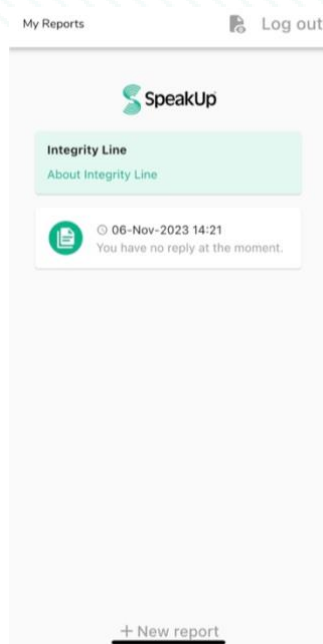 My Reports
Log out
SpeakUp
Integrity Line
About Integrity Line
06-Nov-2023 14:21
You have no reply at the moment.
+ New report